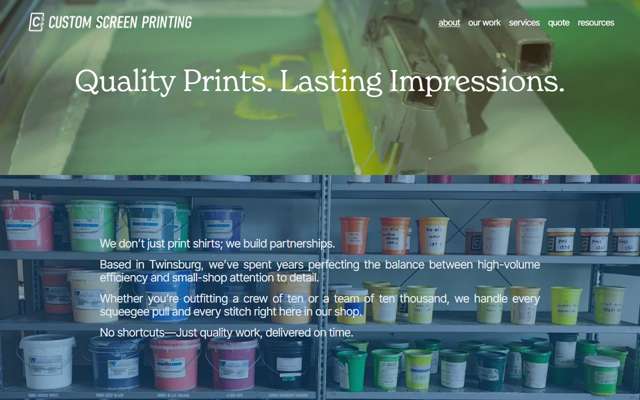 CUSTOM SCREEN PRINTING
about our work services quote resources
Quality Prints. Lasting Impressions.
We don't just print shirts; we build partnerships.
Based in Twinsburg, we've spent years perfecting the balance between high-volume
efficiency and small-shop attention to detail.
Whether you're outfitting a crew of ten or a team of ten thousand, we handle every
squeegee pull and every stitch right here in our shop.
No shortcuts—Just quality work, delivered on time.